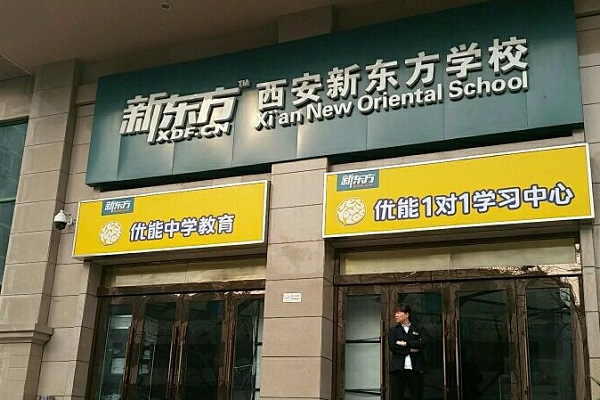 新东方™ 西安新东方学校
XDF.CN Xi'an New Oriental School
新东方
优能中学教育
新东方
优能1对1学习中心